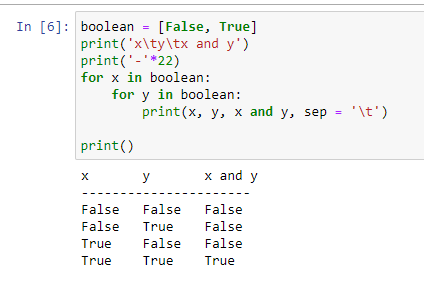 In [6]: boolean = [False, True]
print('x\ty\tx and y')
print('-'*22)
for x in boolean:
    for y in boolean:
        print(x, y, x and y, sep = '\t')

print()
x	y	x and y
----------------------
False	False	False
False	True	False
True	False	False
True	True	True